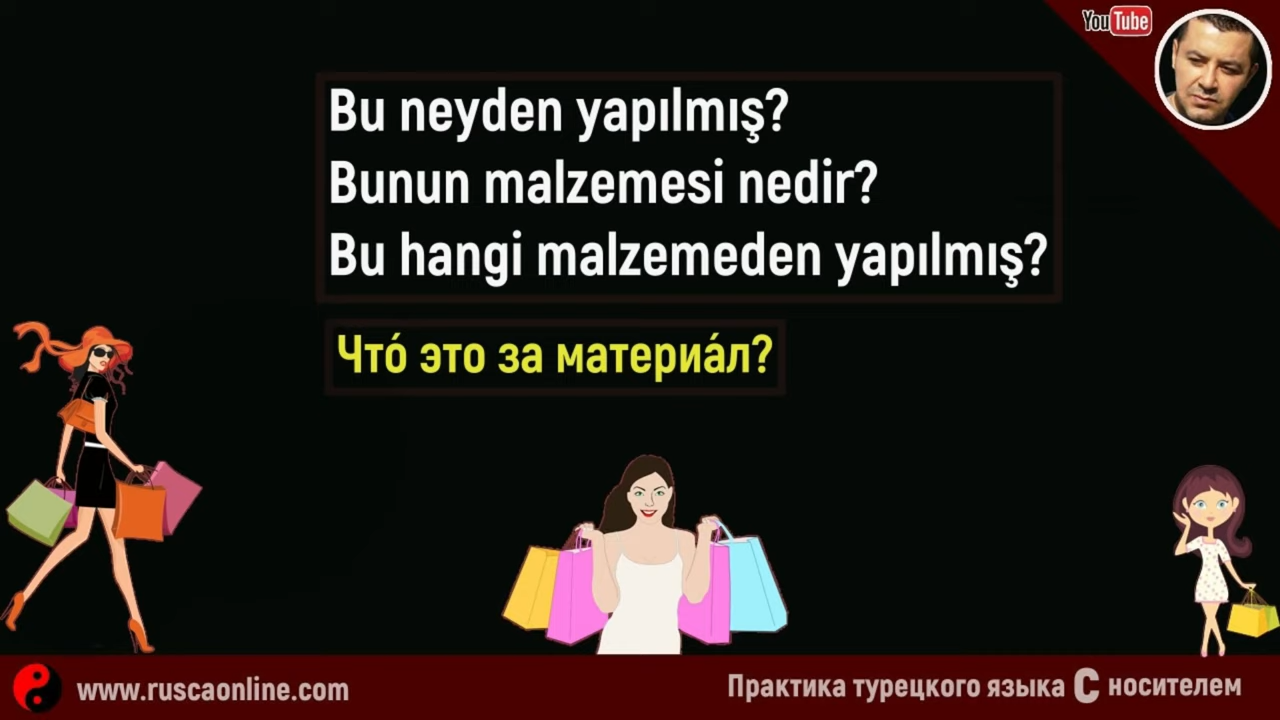 YouTube
Bu neyden yapılmış?
Bunun malzemesi nedir?
Bu hangi malzemeden yapılmış?
Что́ это за материа́л?
www.ruscaonline.com
Практика турецкого языка С носителем